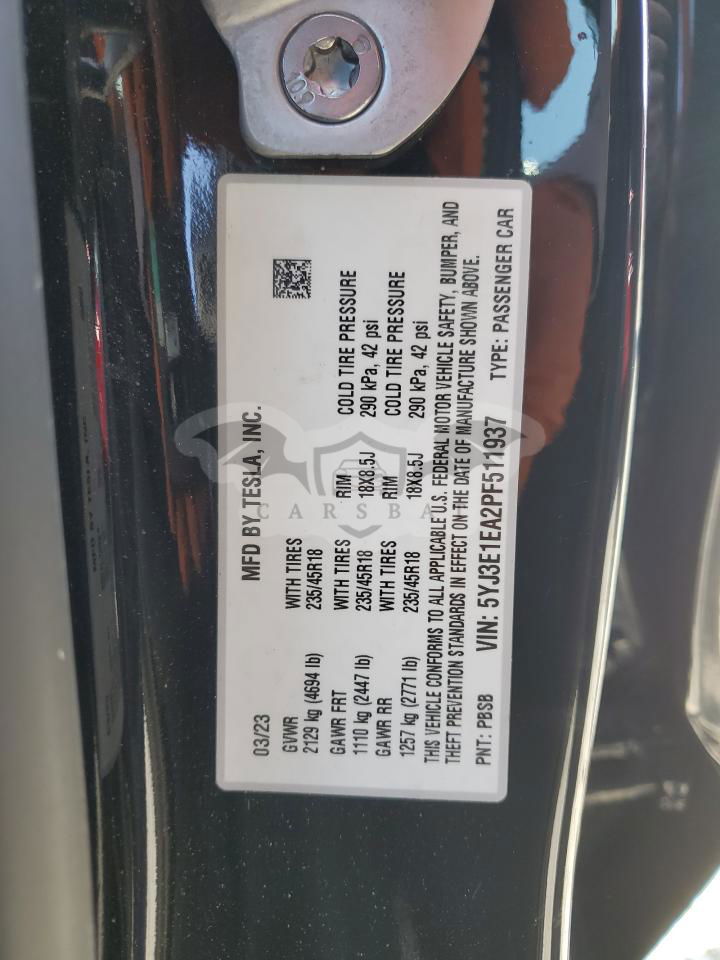 MFD BY TESLA, INC.
03/23
GVWR WITH TIRES
2129 kg (4694 lb) 235/45R18
GAWR FRT WITH TIRES RIM COLD TIRE PRESSURE
1110 kg (2447 lb) 235/45R18 18X8.5J 290 kPa, 42 psi
GAWR RR WITH TIRES RIM COLD TIRE PRESSURE
1257 kg (2771 lb) 235/45R18 18X8.5J 290 kPa, 42 psi
THIS VEHICLE CONFORMS TO ALL APPLICABLE U.S. FEDERAL MOTOR VEHICLE SAFETY, BUMPER, AND
THEFT PREVENTION STANDARDS IN EFFECT ON THE DATE OF MANUFACTURE SHOWN ABOVE.
PNT: PBSB VIN: 5YJ3E1EA2PF511937 TYPE: PASSENGER CAR